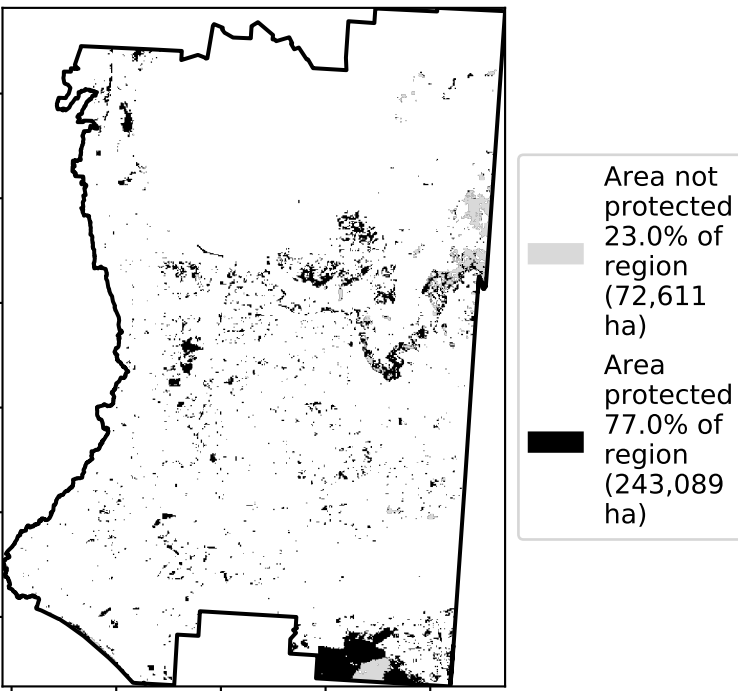 Area not
protected
23.0% of
region
(72,611
ha)
Area
protected
77.0% of
region
(243,089
ha)